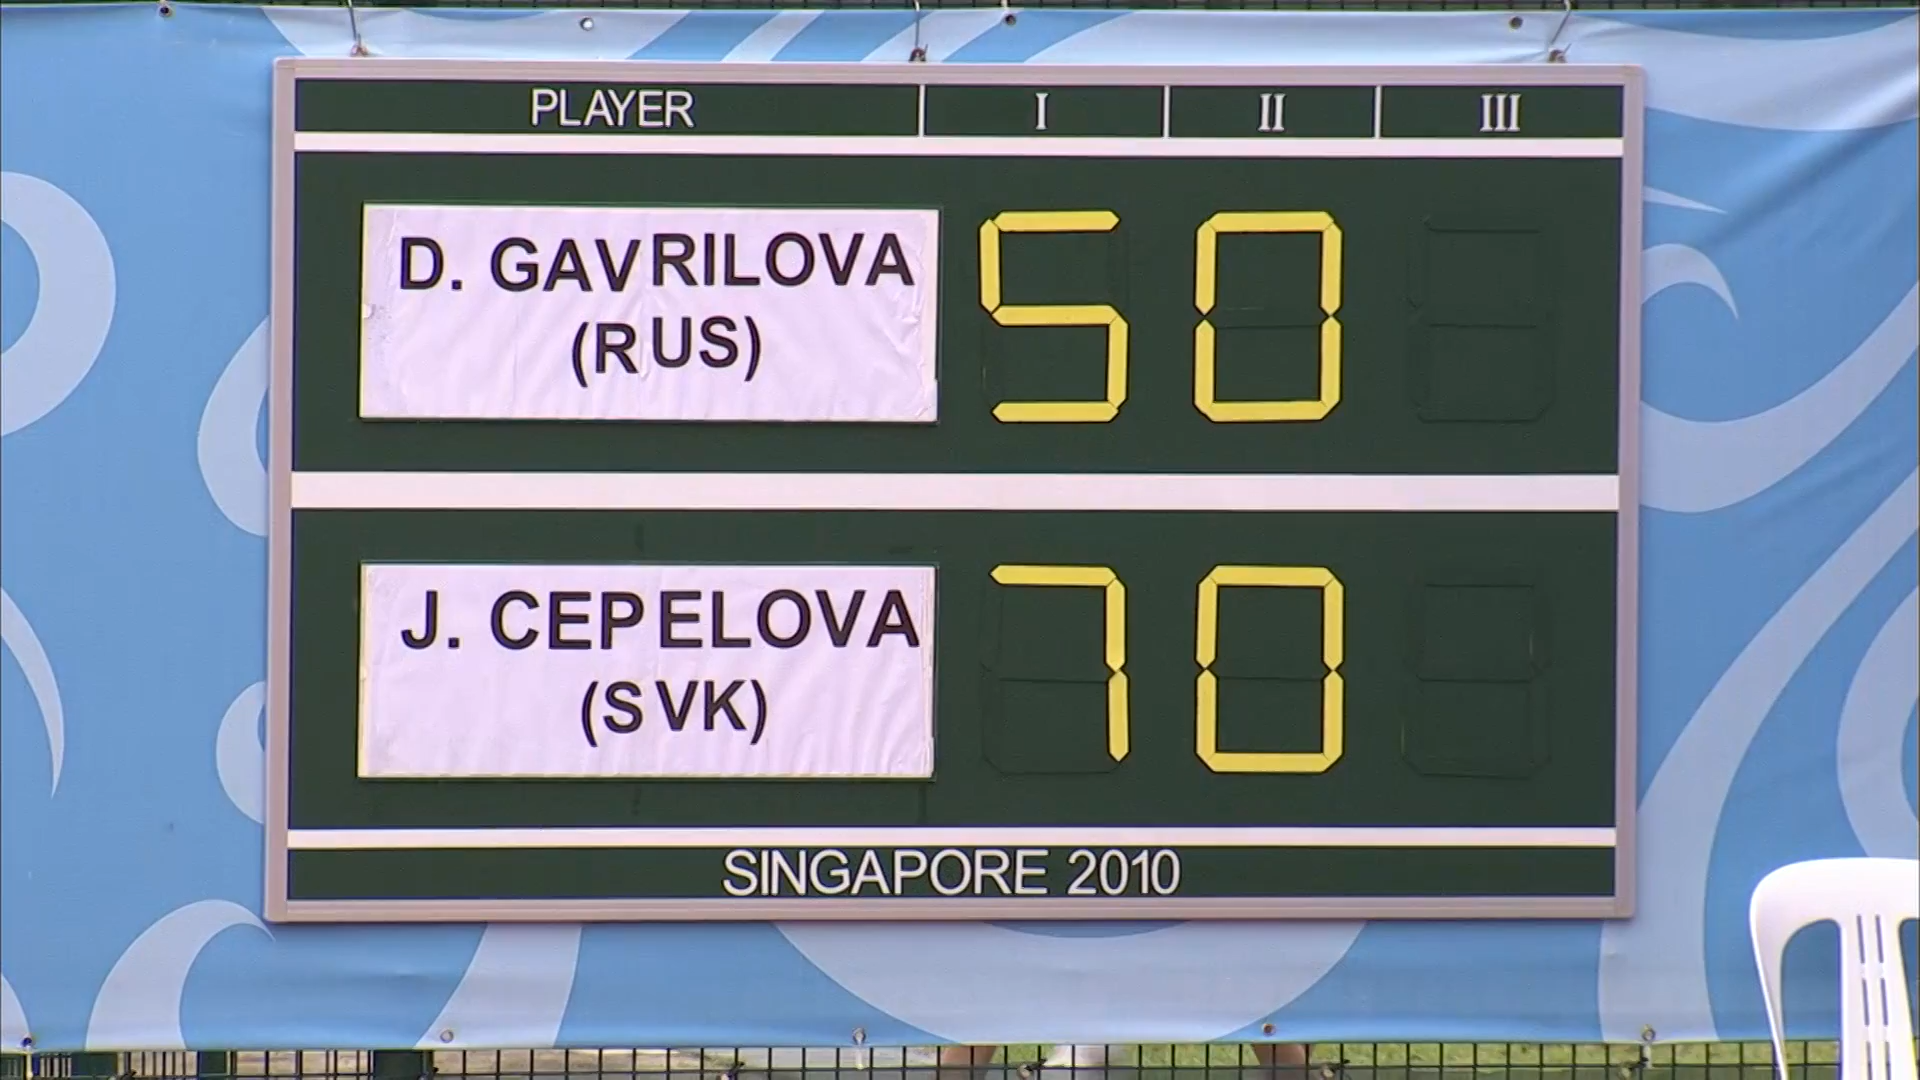 PLAYER I II III
D. GAVRILOVA 5 0
(RUS)
J. CEPELOVA 7 0
(SVK)
SINGAPORE 2010